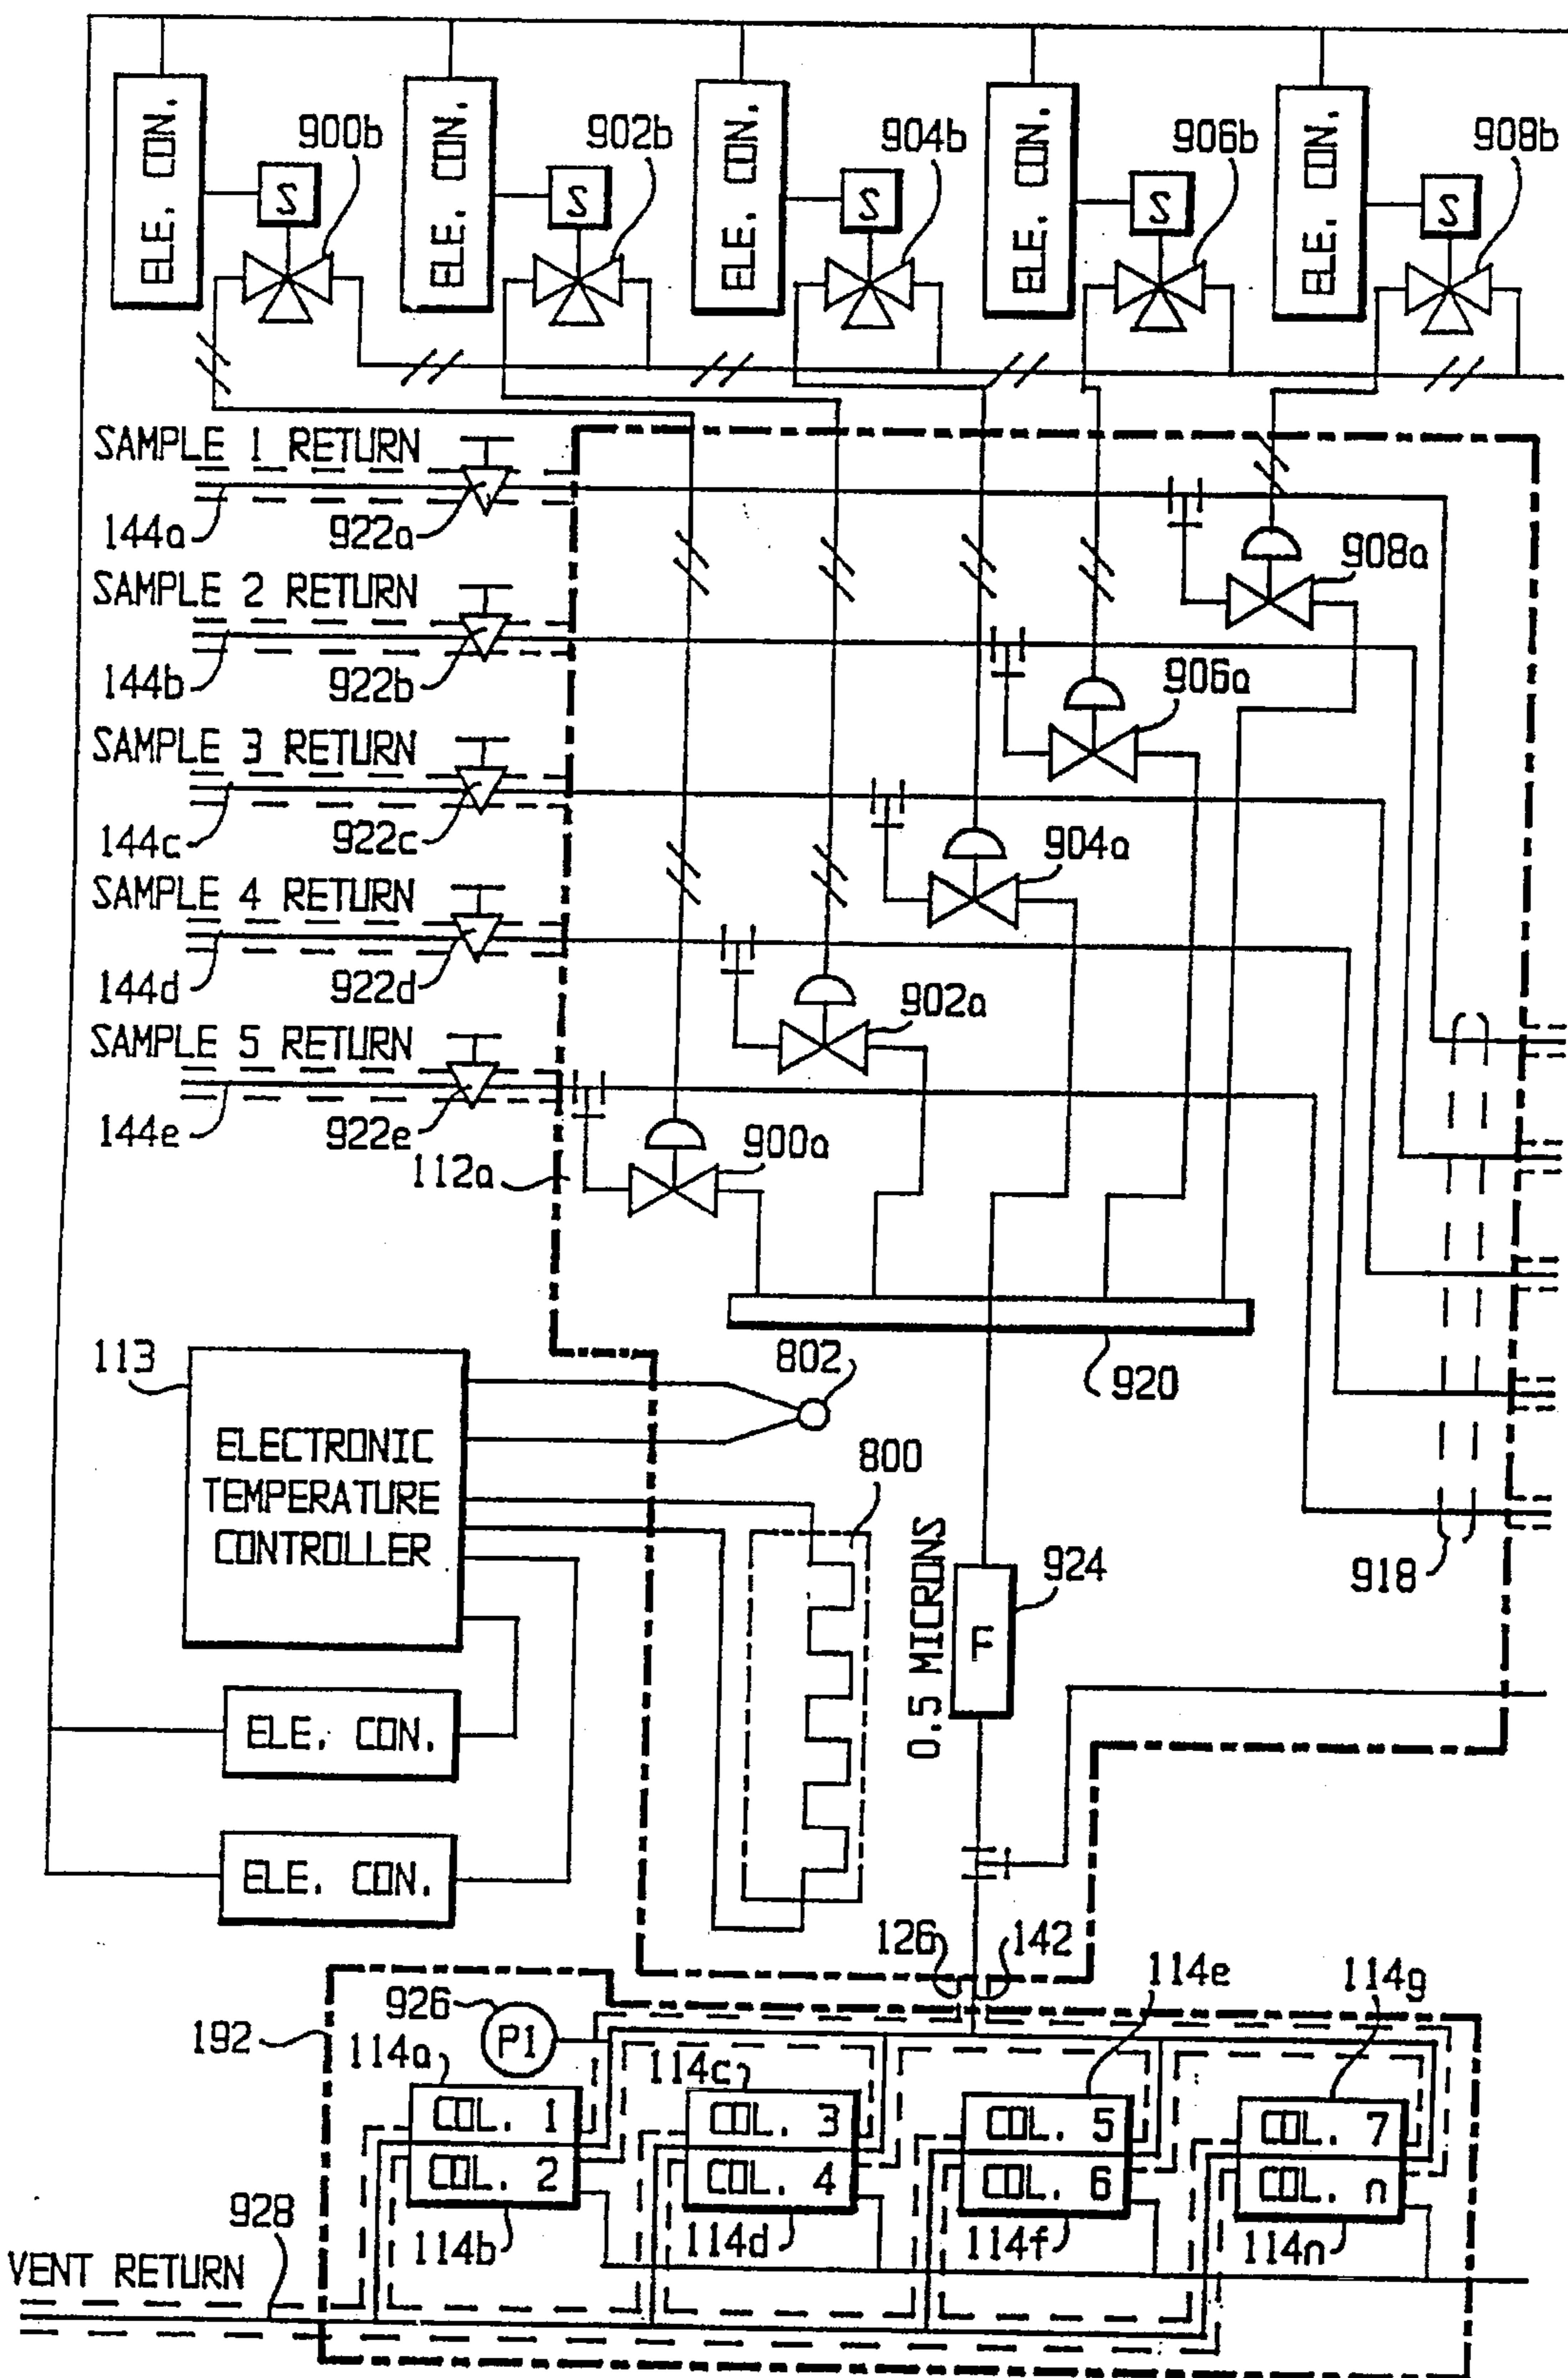 900b
902b
904b
906b
908b
ELE. CON.
S
ELE. CON.
S
ELE. CON.
S
ELE. CON.
S
ELE. CON.
S
SAMPLE 1 RETURN
144a
922a
908a
SAMPLE 2 RETURN
144b
922b
906a
SAMPLE 3 RETURN
144c
922c
904a
SAMPLE 4 RETURN
144d
922d
902a
SAMPLE 5 RETURN
144e
922e
900a
112a
113
802
920
ELECTRONIC
TEMPERATURE
CONTROLLER
800
918
0.5 MICRONS
F
924
ELE. CON.
ELE. CON.
126
142
114e
114g
926
192
PI
114a
114c
COL. 1
COL. 3
COL. 5
COL. 7
COL. 2
COL. 4
COL. 6
COL. n
928
114b
114d
114f
114n
VENT RETURN